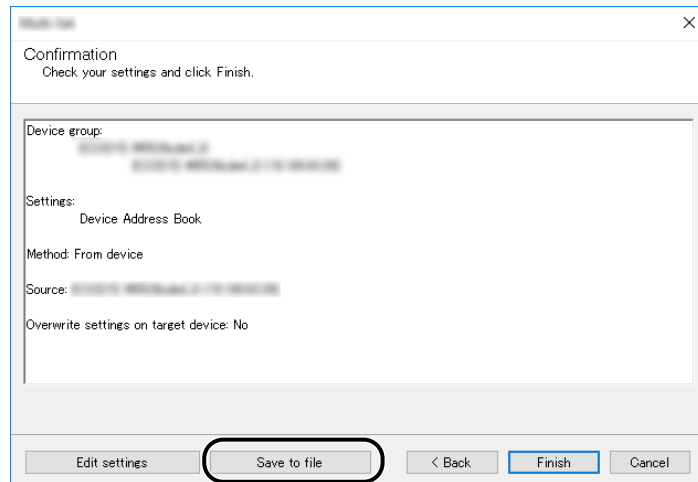 Confirmation
Check your settings and click Finish.
Device group:
Settings:
Device Address Book
Method: From device
Source:
Overwrite settings on target device: No
Edit settings
Save to file
< Back
Finish
Cancel